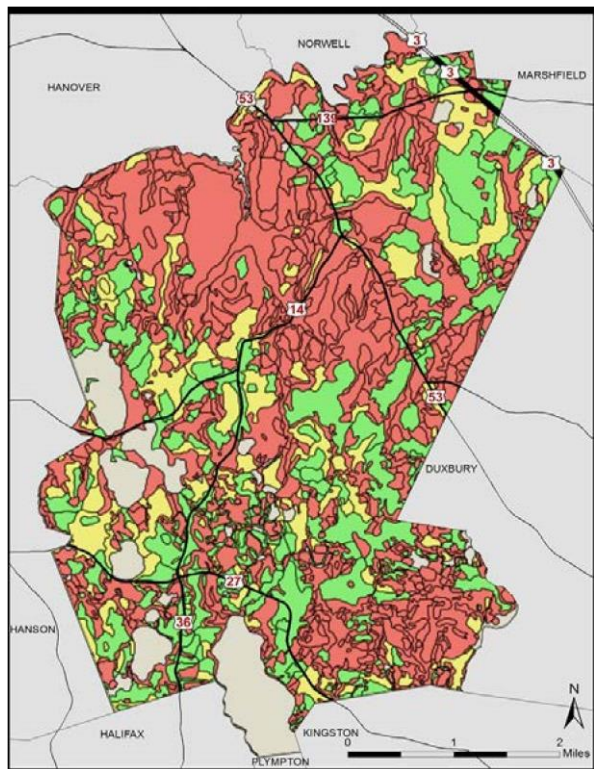 NORWELL
3
HANOVER
3
MARSHFIELD
53
139
3
14
53
DUXBURY
27
HANSON
36
N
HALIFAX
KINGSTON
0 1 2
Miles
PLYMPTON